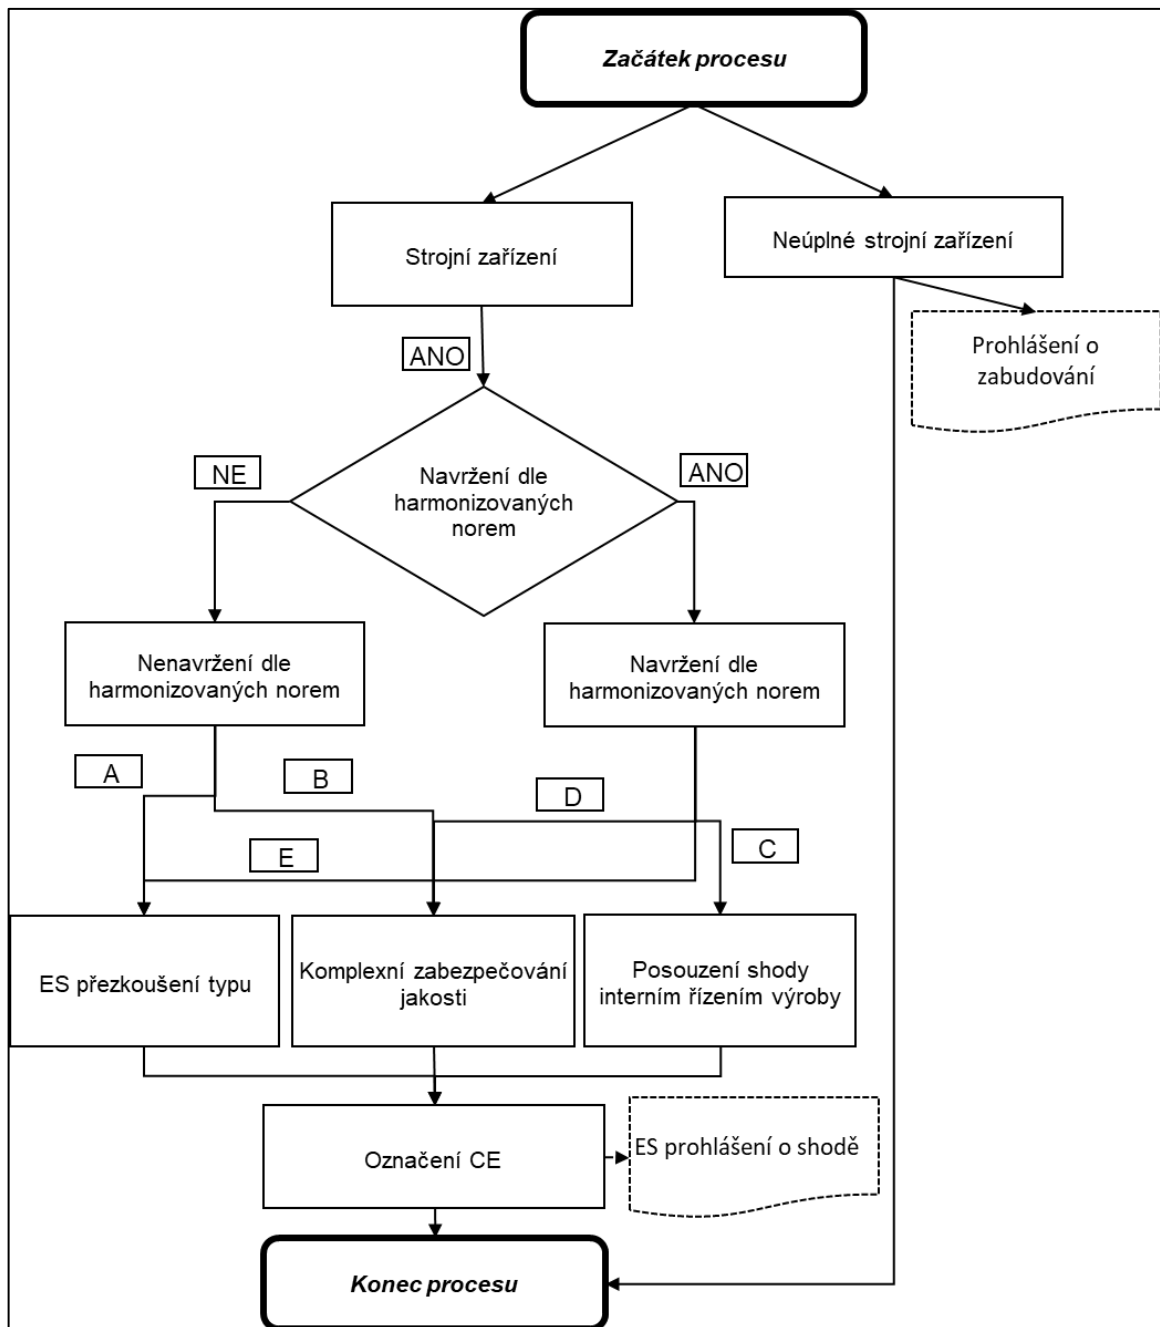 Začátek procesu
Strojní zařízení
Neúplné strojní zařízení
Prohlášení o
zabudování
ANO
Navržení dle
harmonizovaných
norem
NE
ANO
Nenavržení dle
harmonizovaných norem
Navržení dle
harmonizovaných norem
A
B
D
E
C
ES přezkoušení typu
Komplexní zabezpečování
jakosti
Posouzení shody
interním řízením výroby
Označení CE
ES prohlášení o shodě
Konec procesu